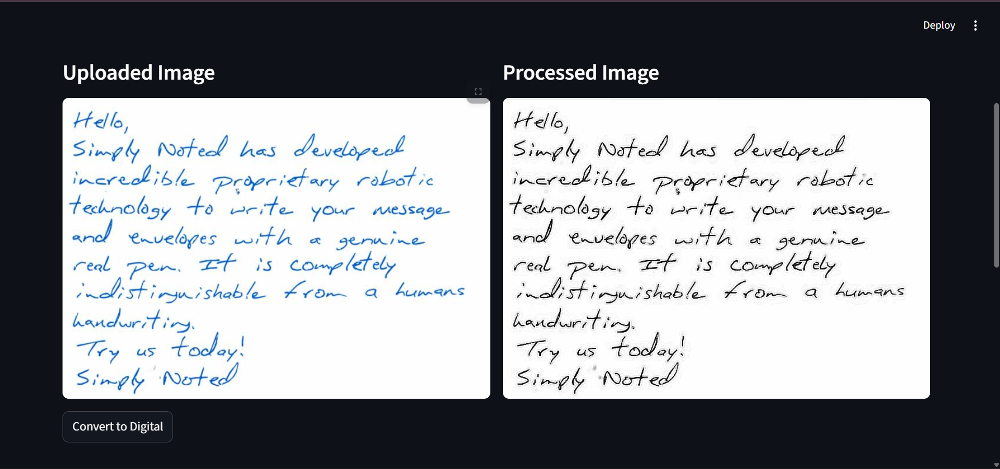 Deploy
Uploaded Image
Hello,
Simply Noted has developed
incredible proprietary robotic
technology to write your message
and envelopes with a genuine
real pen. It is completely
indistinguishable from a humans
handwriting.
Try us today!
Simply Noted
Processed Image
Hello,
Simply Noted has developed
incredible proprietary robotic
technology to write your message
and envelopes with a genuine
real pen. It is completely
indistinguishable from a humans
handwriting.
Try us today!
Simply Noted
Convert to Digital